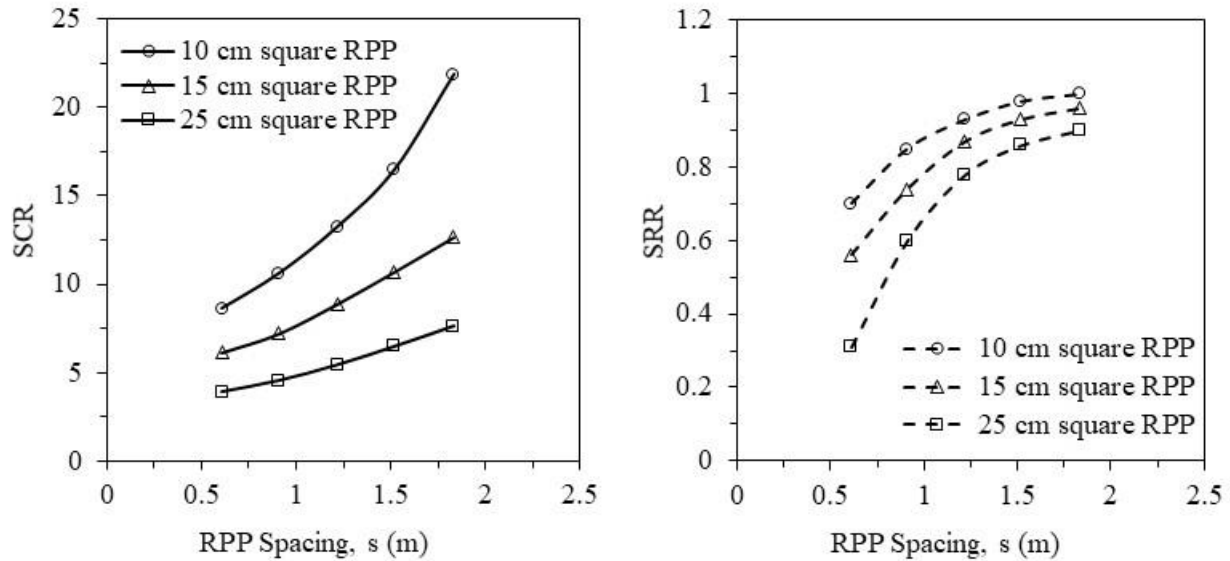 25
20
15
10
5
0
SCR
10 cm square RPP
15 cm square RPP
25 cm square RPP
0 0.5 1 1.5 2 2.5
RPP Spacing, s (m)
1.2
1
0.8
0.6
0.4
0.2
0
SRR
10 cm square RPP
15 cm square RPP
25 cm square RPP
0 0.5 1 1.5 2 2.5
RPP Spacing, s (m)